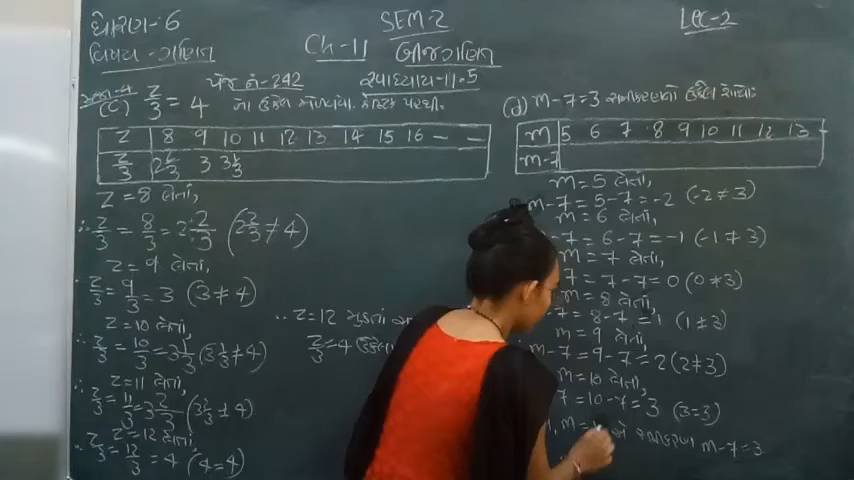 ધોરણ-6
SEM-2
LEC-2
વિષય-ગણિત
Ch-11 બીજગણિત
પેજ નં-242 સ્વાધ્યાય-11.5
(c) z/3 = 4
(d) m-7=3 સમીકરણનો ઉકેલ શોધો:
z 8 9 10 11 12 13 14 15 16 — —
z/3 2 2/3 3 3 1/3
m 5 6 7 8 9 10 11 12 13
m-7
z = 8 લેતાં,
∴ z/3 = 8/3 = 2 2/3 (2 2/3 ≠ 4)
z = 9 લેતાં,
∴ z/3 = 9/3 = 3 (3 ≠ 4)
z = 10 લેતાં,
∴ z/3 = 10/3 = 3 1/3 (3 1/3 ≠ 4)
z = 11 લેતાં,
∴ z/3 = 11/3 = 3 2/3 (3 2/3 ≠ 4)
z = 12 લેતાં,
∴ z/3 = 12/3 = 4 (4 = 4)
∴ z = 12
z/3 = 4
m = 5 લેતાં,
m-7 = 5-7 = -2 (-2 ≠ 3)
m = 6 લેતાં,
-7 = 6-7 = -1 (-1 ≠ 3)
m = 7 લેતાં,
7 = 7-7 = 0 (0 ≠ 3)
m = 8 લેતાં,
= 8-7 = 1 (1 ≠ 3)
m = 9 લેતાં,
m-7 = 9-7 = 2 (2 ≠ 3)
m = 10 લેતાં,
7 = 10-7 = 3 (3 = 3)
m = એ સમીકરણ m-7 = 3